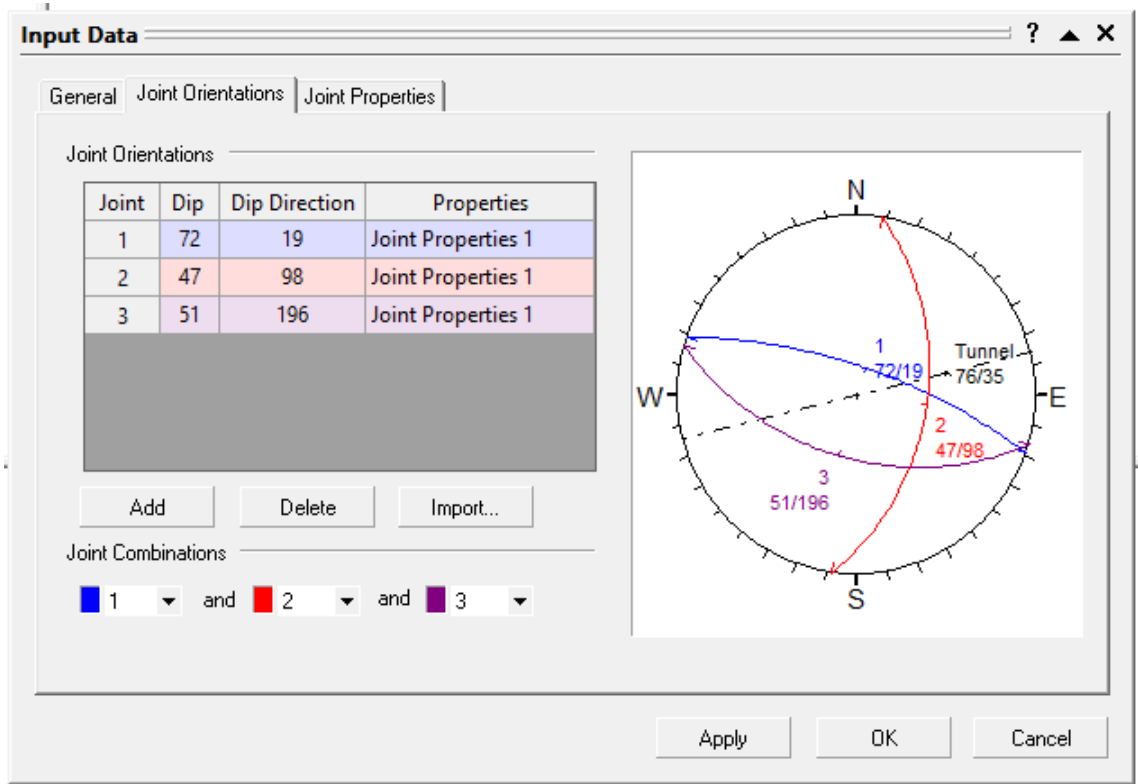 Input Data ? ▲ ✕
General Joint Orientations Joint Properties
Joint Orientations
Joint Dip Dip Direction Properties
1 72 19 Joint Properties 1
2 47 98 Joint Properties 1
3 51 196 Joint Properties 1
Add Delete Import...
Joint Combinations
1 and 2 and 3
N
1
72/19
Tunnel
76/35
W
E
2
47/98
3
51/196
S
Apply OK Cancel